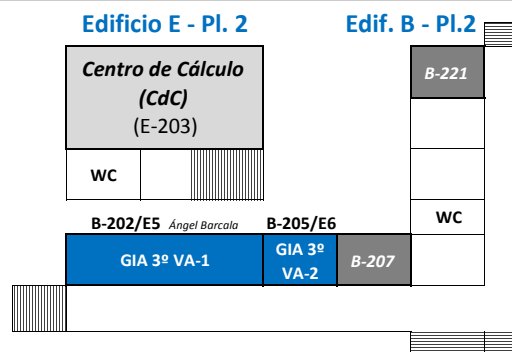 Edificio E - Pl. 2
Edif. B - Pl.2
Centro de Cálculo
(CdC)
(E-203)
B-221
WC
WC
B-202/E5 Ángel Barcala
B-205/E6
GIA 3º VA-1
GIA 3º
VA-2
B-207